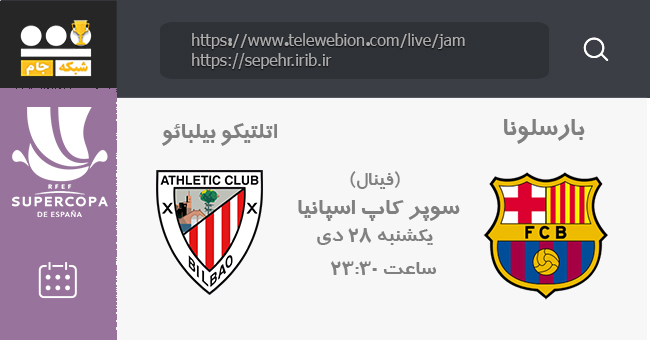 https://www.telewebion.com/live/jam
https://sepehr.irib.ir
شبکه جام
RFEF
SUPERCOPA
DE ESPAÑA
بارسلونا
اتلتیکو بیلبائو
(فینال)
سوپر کاپ اسپانیا
یکشنبه ۲۸ دی
ساعت ۲۳:۳۰
ATHLETIC CLUB
X X
BILBAO
FCB